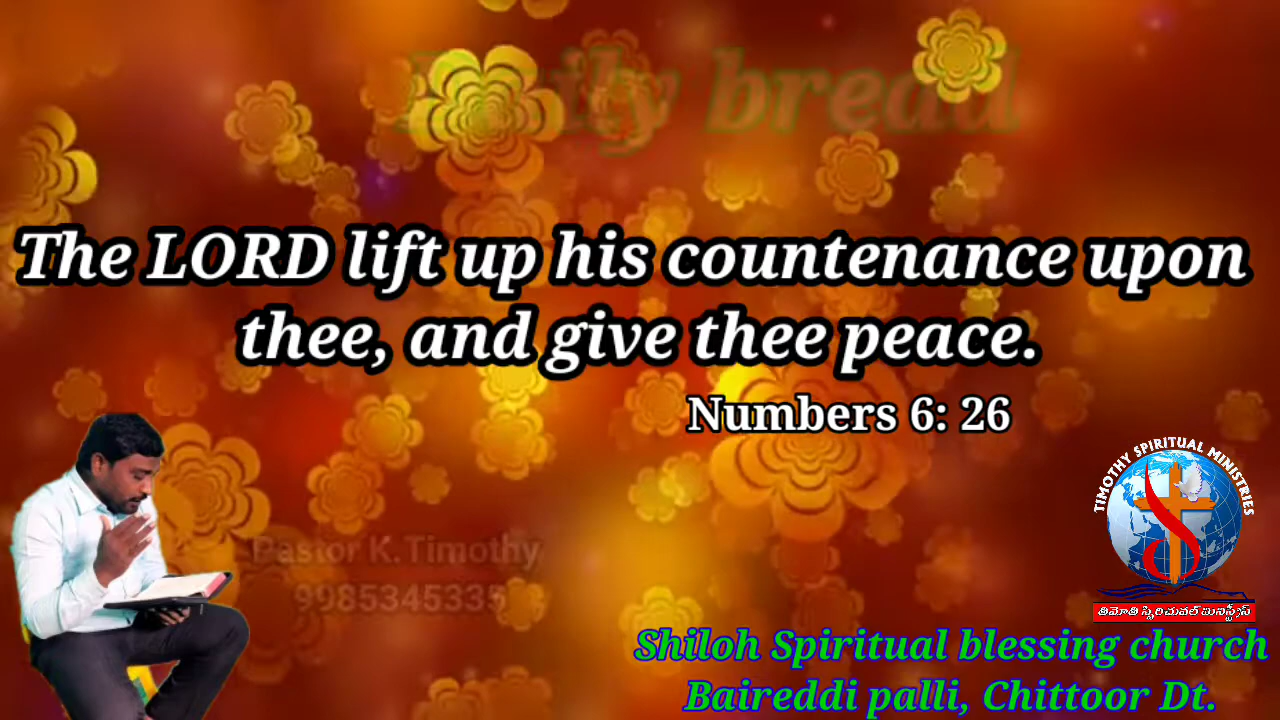 Daily bread
The LORD lift up his countenance upon
thee, and give thee peace.
Numbers 6: 26
TIMOTHY SPIRITUAL MINISTRIES
Pastor K.Timothy
9985345335
తిమోతి స్పిరిచువల్ మినిస్ట్రీస్
Shiloh Spiritual blessing church
Baireddi palli, Chittoor Dt.